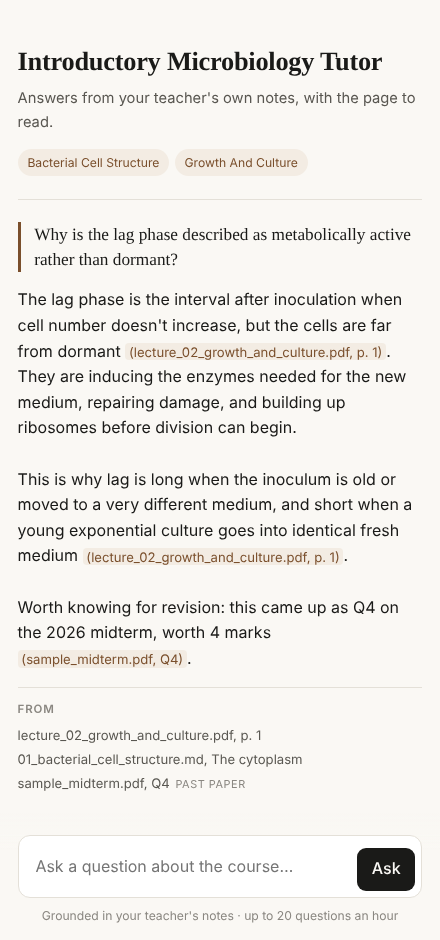 Introductory Microbiology Tutor
Answers from your teacher's own notes, with the page to
read.
Bacterial Cell Structure
Growth And Culture
Why is the lag phase described as metabolically active
rather than dormant?
The lag phase is the interval after inoculation when
cell number doesn't increase, but the cells are far
from dormant (lecture_02_growth_and_culture.pdf, p. 1).
They are inducing the enzymes needed for the new
medium, repairing damage, and building up
ribosomes before division can begin.
This is why lag is long when the inoculum is old or
moved to a very different medium, and short when a
young exponential culture goes into identical fresh
medium (lecture_02_growth_and_culture.pdf, p. 1).
Worth knowing for revision: this came up as Q4 on
the 2026 midterm, worth 4 marks
(sample_midterm.pdf, Q4).
FROM
lecture_02_growth_and_culture.pdf, p. 1
01_bacterial_cell_structure.md, The cytoplasm
sample_midterm.pdf, Q4 PAST PAPER
Ask a question about the course...
Ask
Grounded in your teacher's notes · up to 20 questions an hour